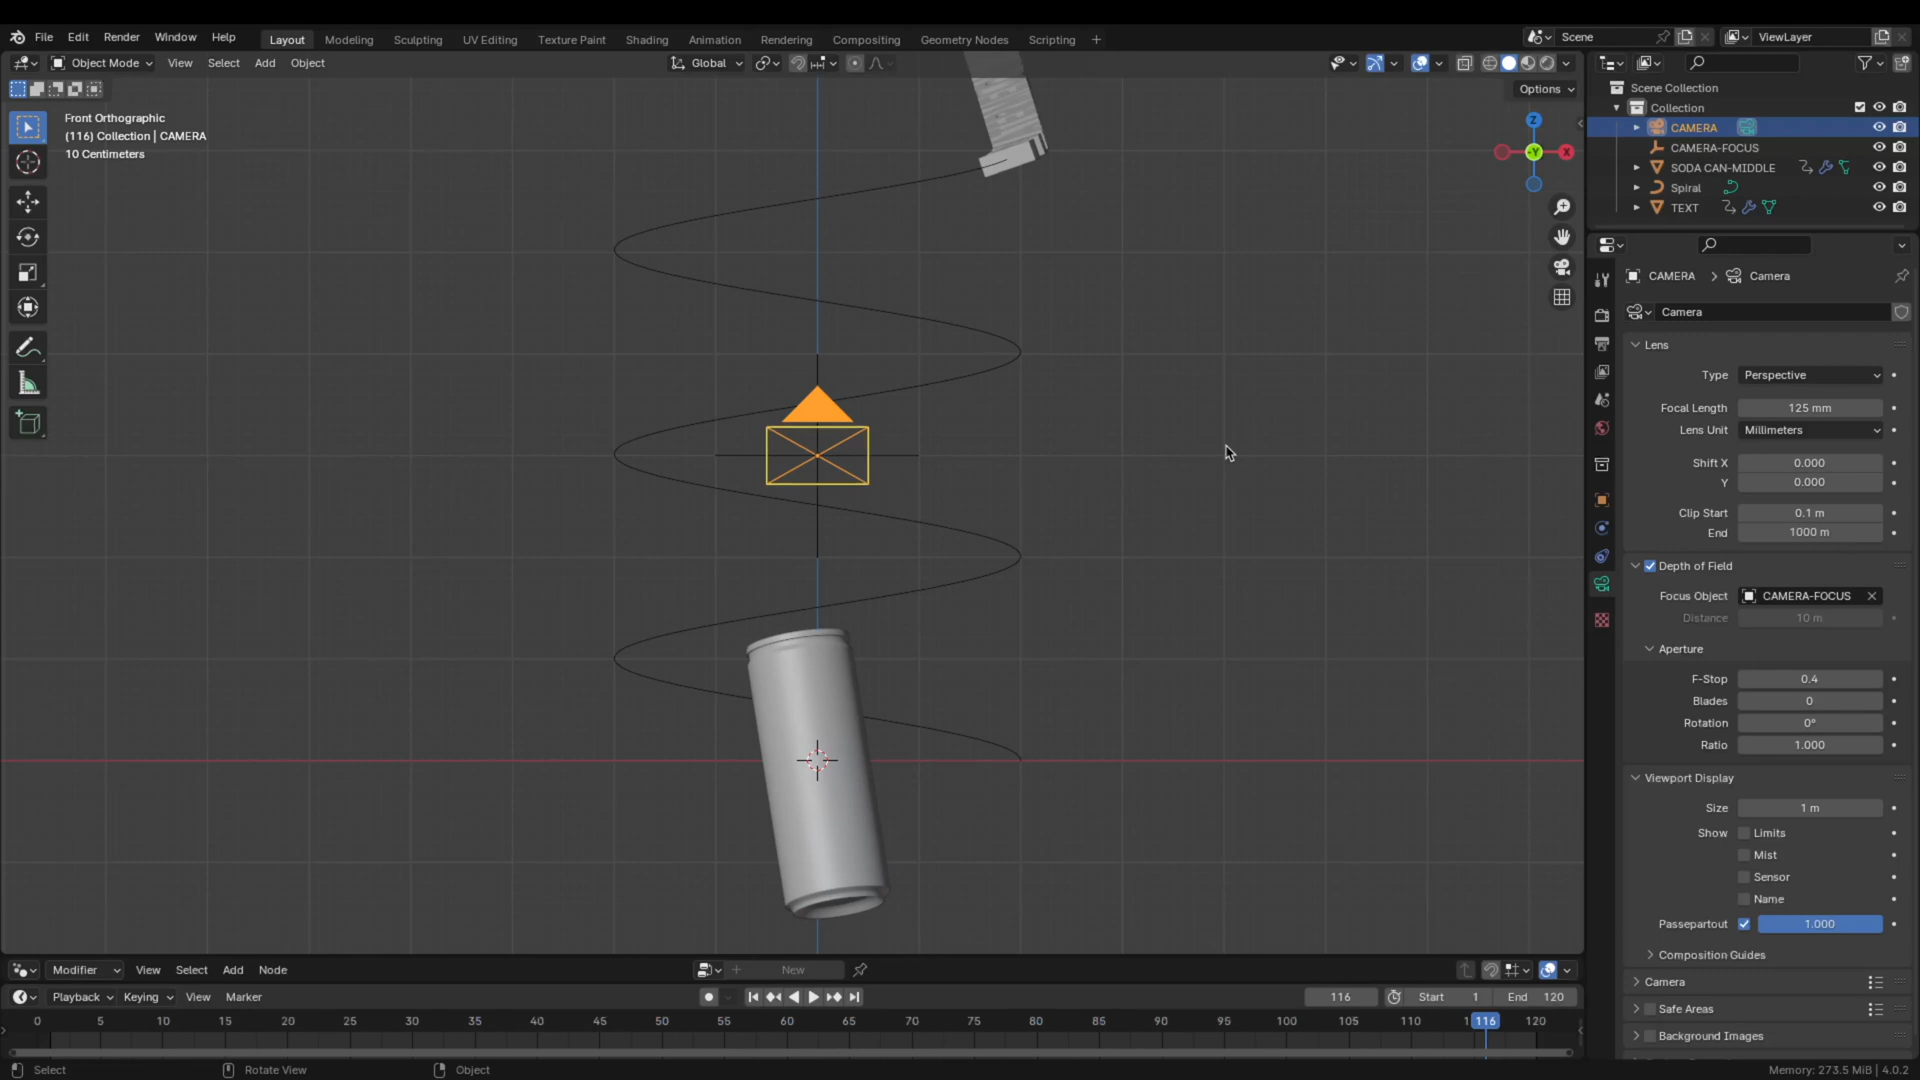 File Edit Render Window Help Layout Modeling Sculpting UV Editing Texture Paint Shading Animation Rendering Compositing Geometry Nodes Scripting + Scene ViewLayer
Object Mode View Select Add Object Global
Options
Front Orthographic
(116) Collection | CAMERA
10 Centimeters
Z
-Y
X
Scene Collection
Collection
CAMERA
CAMERA-FOCUS
SODA CAN-MIDDLE
Spiral
TEXT
CAMERA > Camera
Camera
Lens
Type Perspective
Focal Length 125 mm
Lens Unit Millimeters
Shift X 0.000
Y 0.000
Clip Start 0.1 m
End 1000 m
Depth of Field
Focus Object CAMERA-FOCUS
Distance 10 m
Aperture
F-Stop 0.4
Blades 0
Rotation 0°
Ratio 1.000
Viewport Display
Size 1 m
Show Limits
Mist
Sensor
Name
Passepartout 1.000
Composition Guides
Camera
Safe Areas
Background Images
Modifier View Select Add Node New
Playback Keying View Marker 116 Start 1 End 120
0 5 10 15 20 25 30 35 40 45 50 55 60 65 70 75 80 85 90 95 100 105 110 1 116 120
Select Rotate View Object Memory: 273.5 MiB | 4.0.2